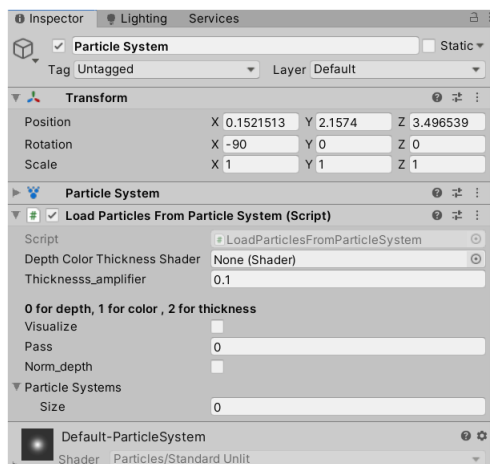 Inspector Lighting Services
Particle System Static
Tag Untagged Layer Default
Transform
Position X 0.1521513 Y 2.1574 Z 3.496539
Rotation X -90 Y 0 Z 0
Scale X 1 Y 1 Z 1
Particle System
# Load Particles From Particle System (Script)
Script # LoadParticlesFromParticleSystem
Depth Color Thickness Shader None (Shader)
Thicknesss_amplifier 0.1
0 for depth, 1 for color , 2 for thickness
Visualize
Pass 0
Norm_depth
Particle Systems
Size 0
Default-ParticleSystem
Shader Particles/Standard Unlit